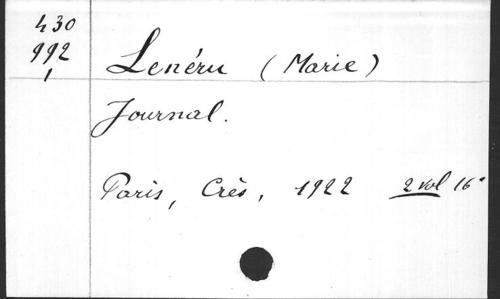 430
992
1
Lenéru (Marie)
Journal.
Paris, Crès, 1922 2 vol 16°